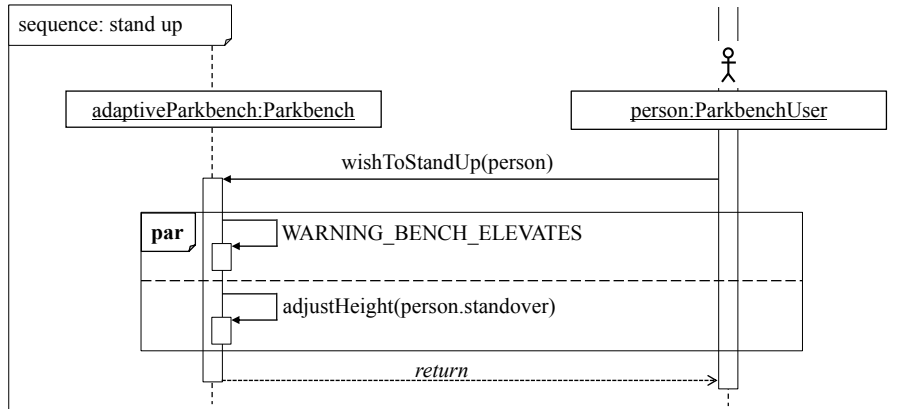 sequence: stand up
adaptiveParkbench:Parkbench
person:ParkbenchUser
wishToStandUp(person)
par
WARNING_BENCH_ELEVATES
adjustHeight(person.standover)
return